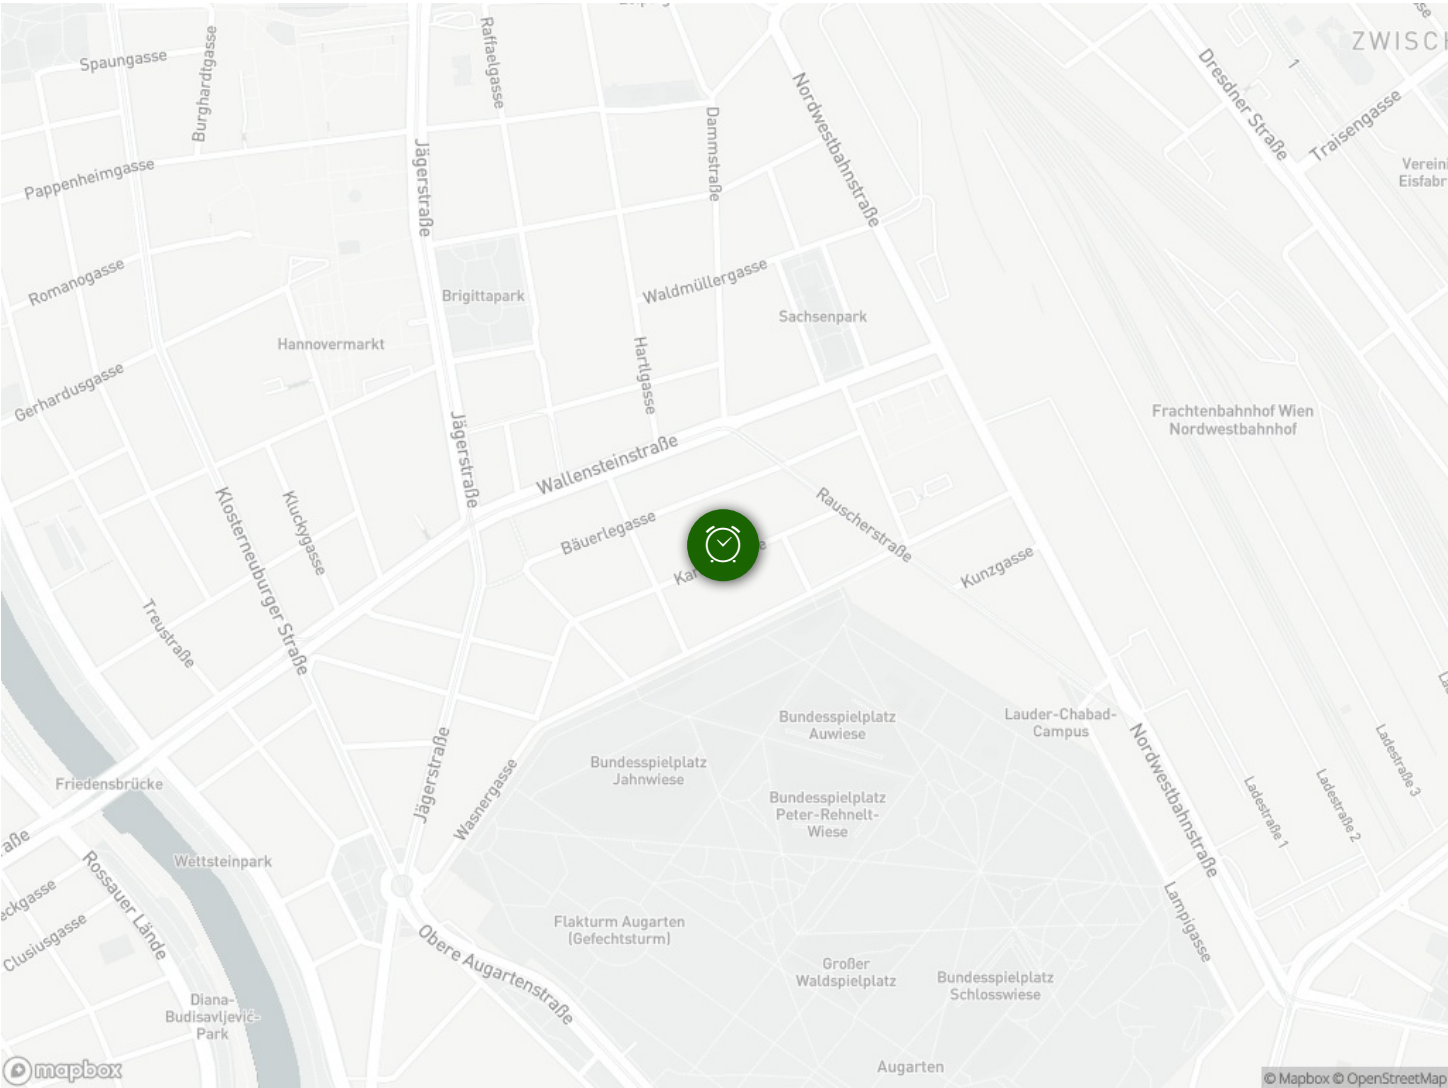 ZWISCH
Spaungasse
Burghardtgasse
Raffaelgasse
Nordwestbahnstraße
Dresdner Straße
1
Traisengasse
Pappenheimgasse
Jägerstraße
Dammstraße
Vereini
Eisfabr
Romanogasse
Waldmüllergasse
Brigittapark
Sachsenpark
Hannovermarkt
Gerhardusgasse
Hartlgasse
Frachtenbahnhof Wien
Nordwestbahnhof
Jägerstraße
Wallensteinstraße
Klosterneuburger Straße
Kluckygasse
Bäuerlegasse
Rauscherstraße
Kunzgasse
Treustraße
Lauder-Chabad-
Campus
Bundesspielplatz
Auwiese
Bundesspielplatz
Jahnwiese
Nordwestbahnstraße
Ladestraße 3
Ladestraße 2
Ladestraße 1
Friedensbrücke
Jägerstraße
Wasnergasse
Bundesspielplatz
Peter-Rehnelt-
Wiese
aße
Wettsteinpark
Rossauer Lände
eckgasse
Clusiusgasse
Flakturm Augarten
(Gefechtsturm)
Lampigasse
Obere Augartenstraße
Großer
Waldspielplatz
Bundesspielplatz
Schlosswiese
Diana-
Budisavljević-
Park
Augarten
mapbox
© Mapbox © OpenStreetMap